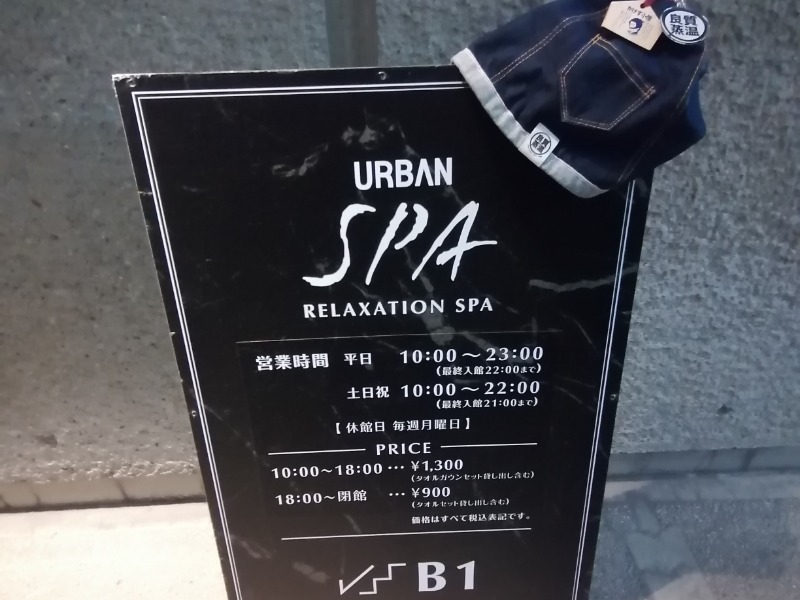 良質
蒸温
URBAN
SPA
RELAXATION SPA
営業時間 平日 10:00～23:00
(最終入館22:00まで)
土日祝 10:00～22:00
(最終入館21:00まで)
【休館日 毎週月曜日】
PRICE
10:00～18:00 … ¥1,300
(タオルガウンセット貸し出し含む)
18:00～閉館 … ¥900
(タオルセット貸し出し含む)
価格はすべて税込表記です。
B1